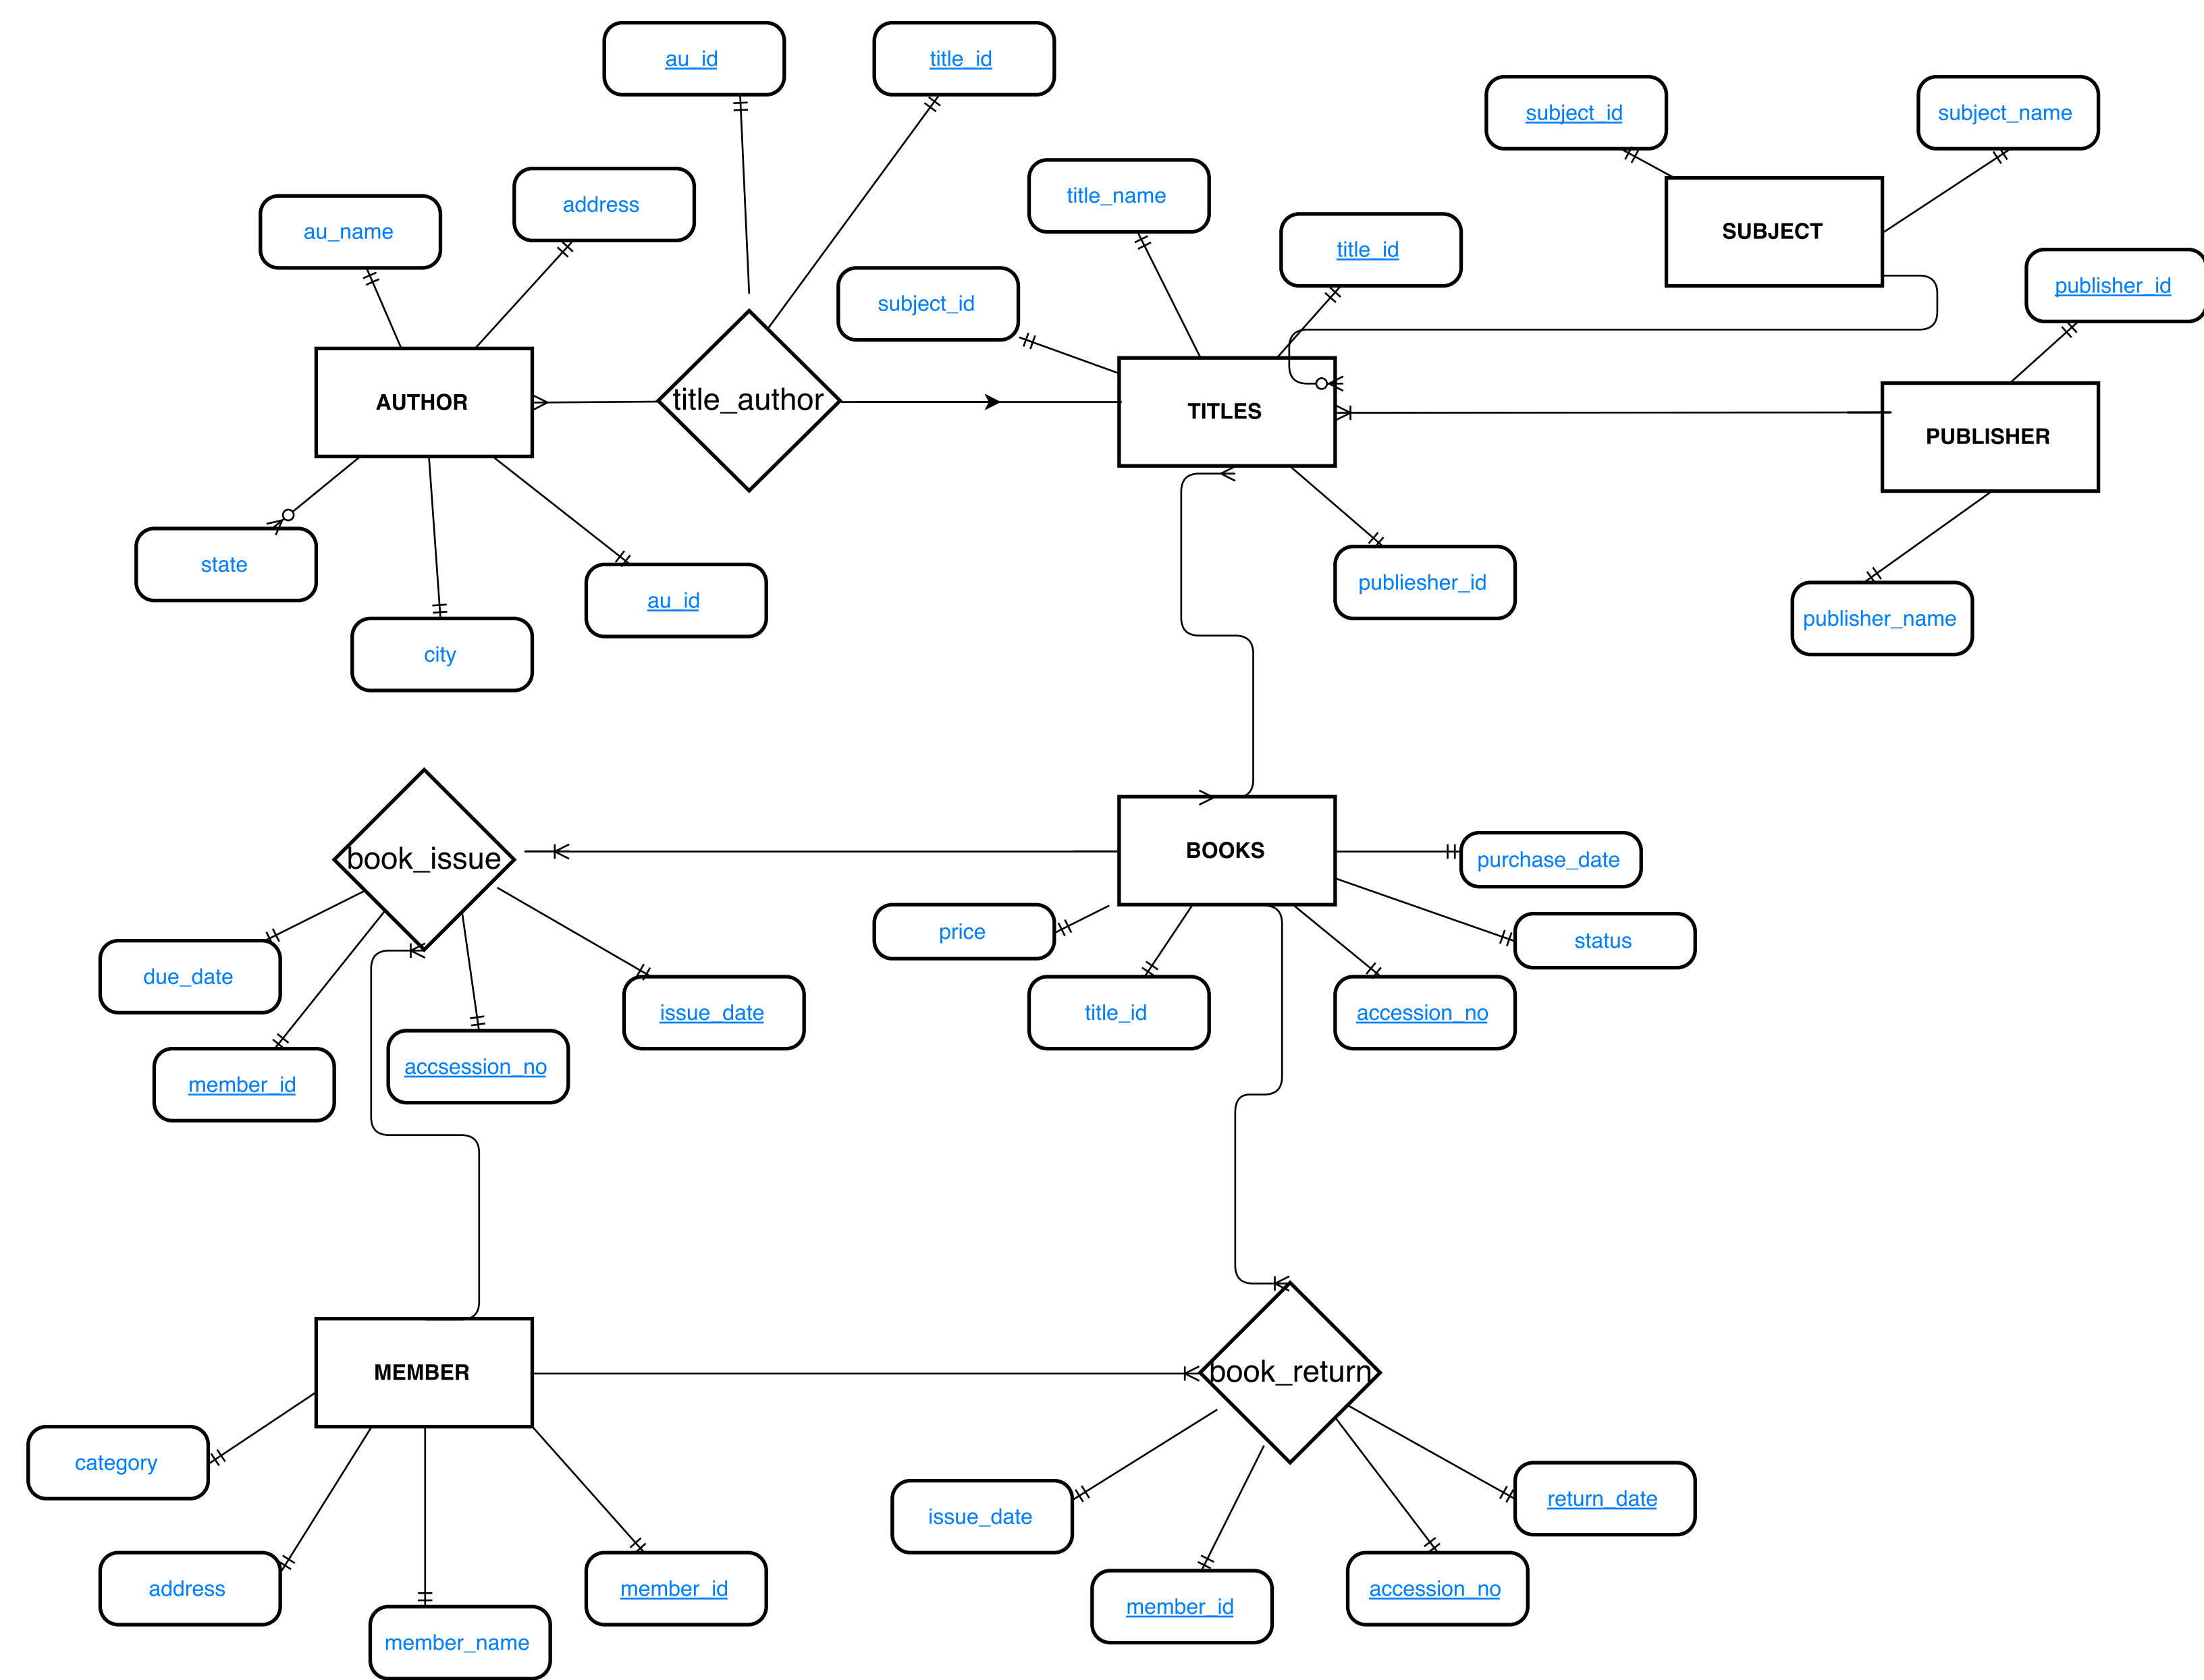 au_id
title_id
subject_id
subject_name
title_name
address
au_name
title_id
publisher_id
subject_id
SUBJECT
AUTHOR
title_author
TITLES
PUBLISHER
state
au_id
publiesher_id
publisher_name
city
book_issue
BOOKS
purchase_date
price
status
due_date
issue_date
title_id
accession_no
member_id
accsession_no
MEMBER
book_return
category
issue_date
return_date
address
member_id
member_id
accession_no
member_name